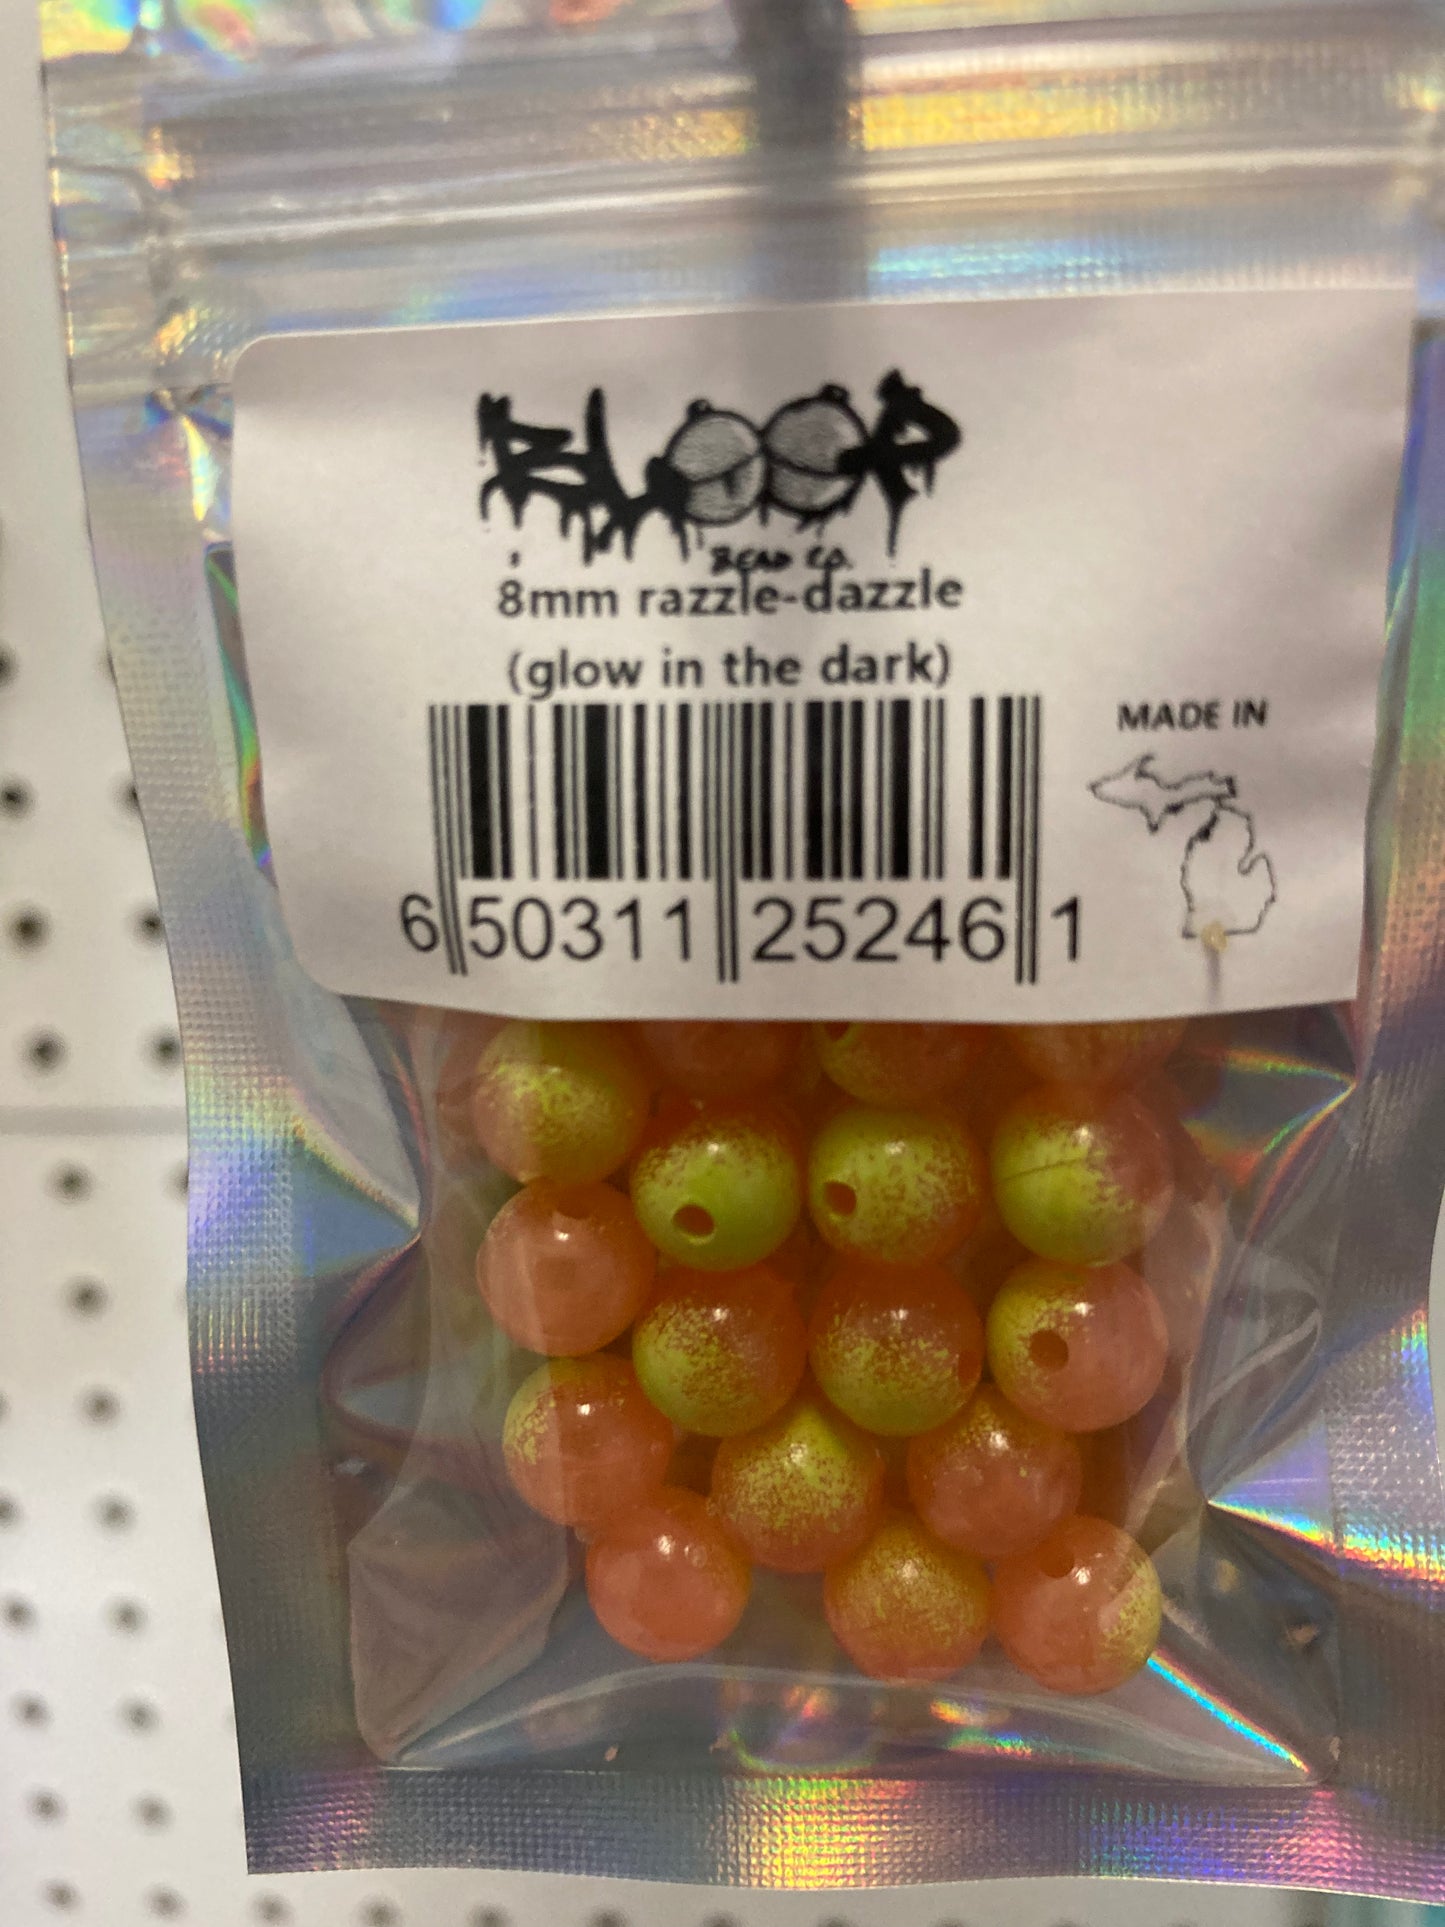 BLOOP
BEAD CO.
8mm razzle-dazzle
(glow in the dark)
MADE IN
6 50311 25246 1